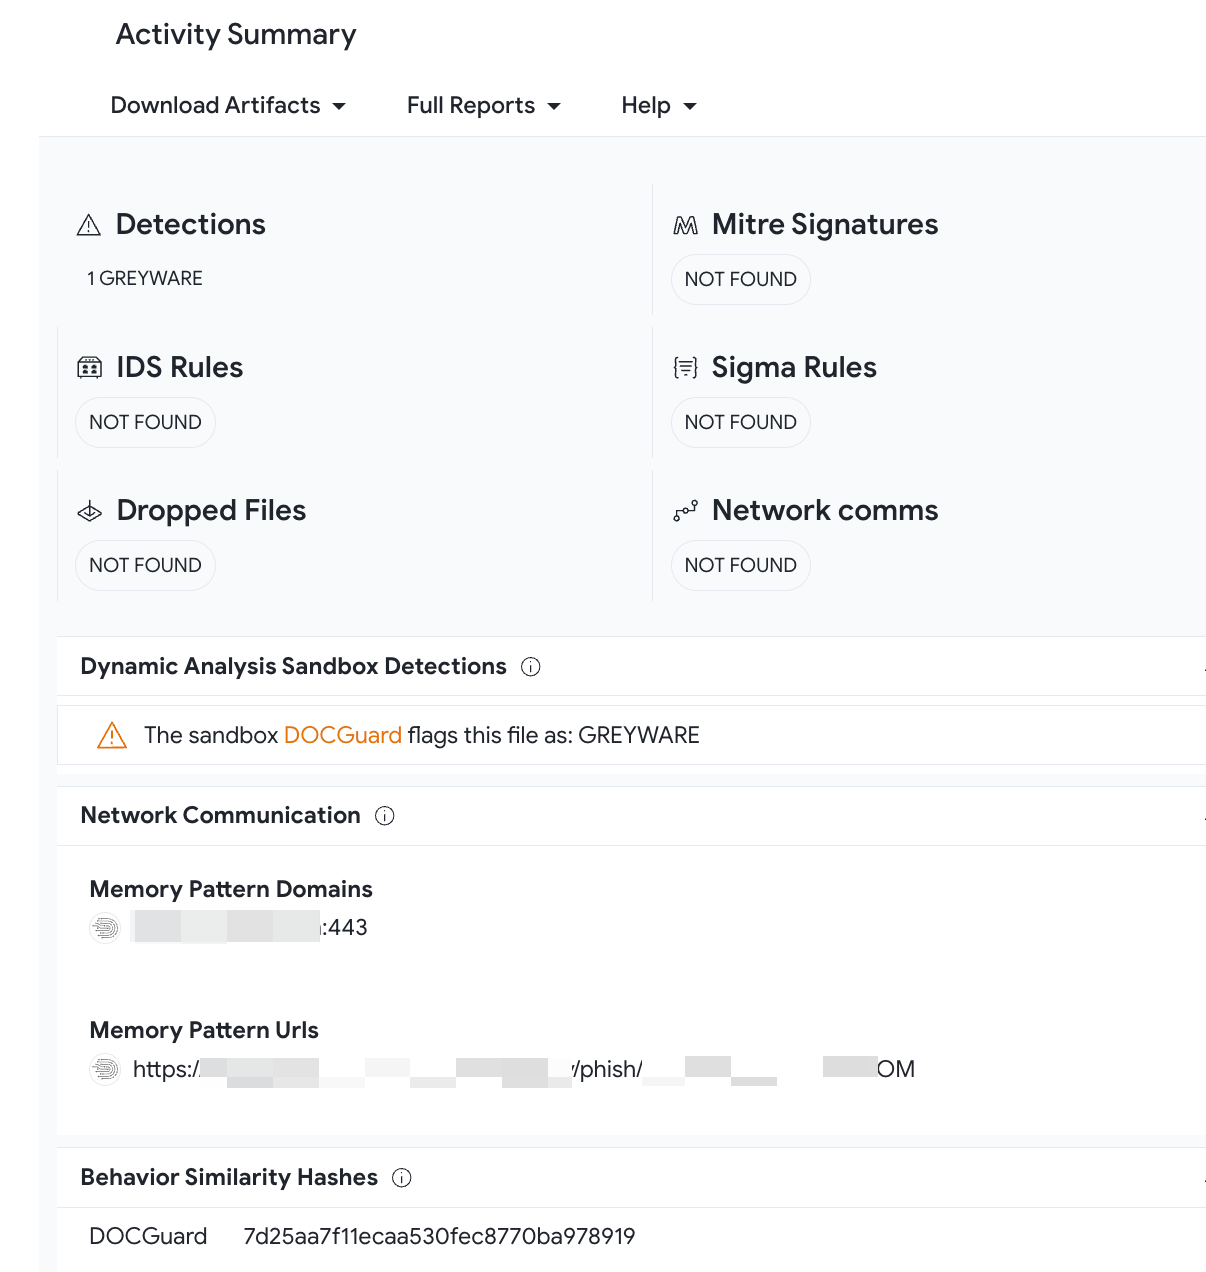 Activity Summary
Download Artifacts Full Reports Help
Detections
1 GREYWARE
Mitre Signatures
NOT FOUND
IDS Rules
NOT FOUND
Sigma Rules
NOT FOUND
Dropped Files
NOT FOUND
Network comms
NOT FOUND
Dynamic Analysis Sandbox Detections
The sandbox DOCGuard flags this file as: GREYWARE
Network Communication
Memory Pattern Domains
:443
Memory Pattern Urls
https:/ /phish/ OM
Behavior Similarity Hashes
DOCGuard 7d25aa7f11ecaa530fec8770ba978919